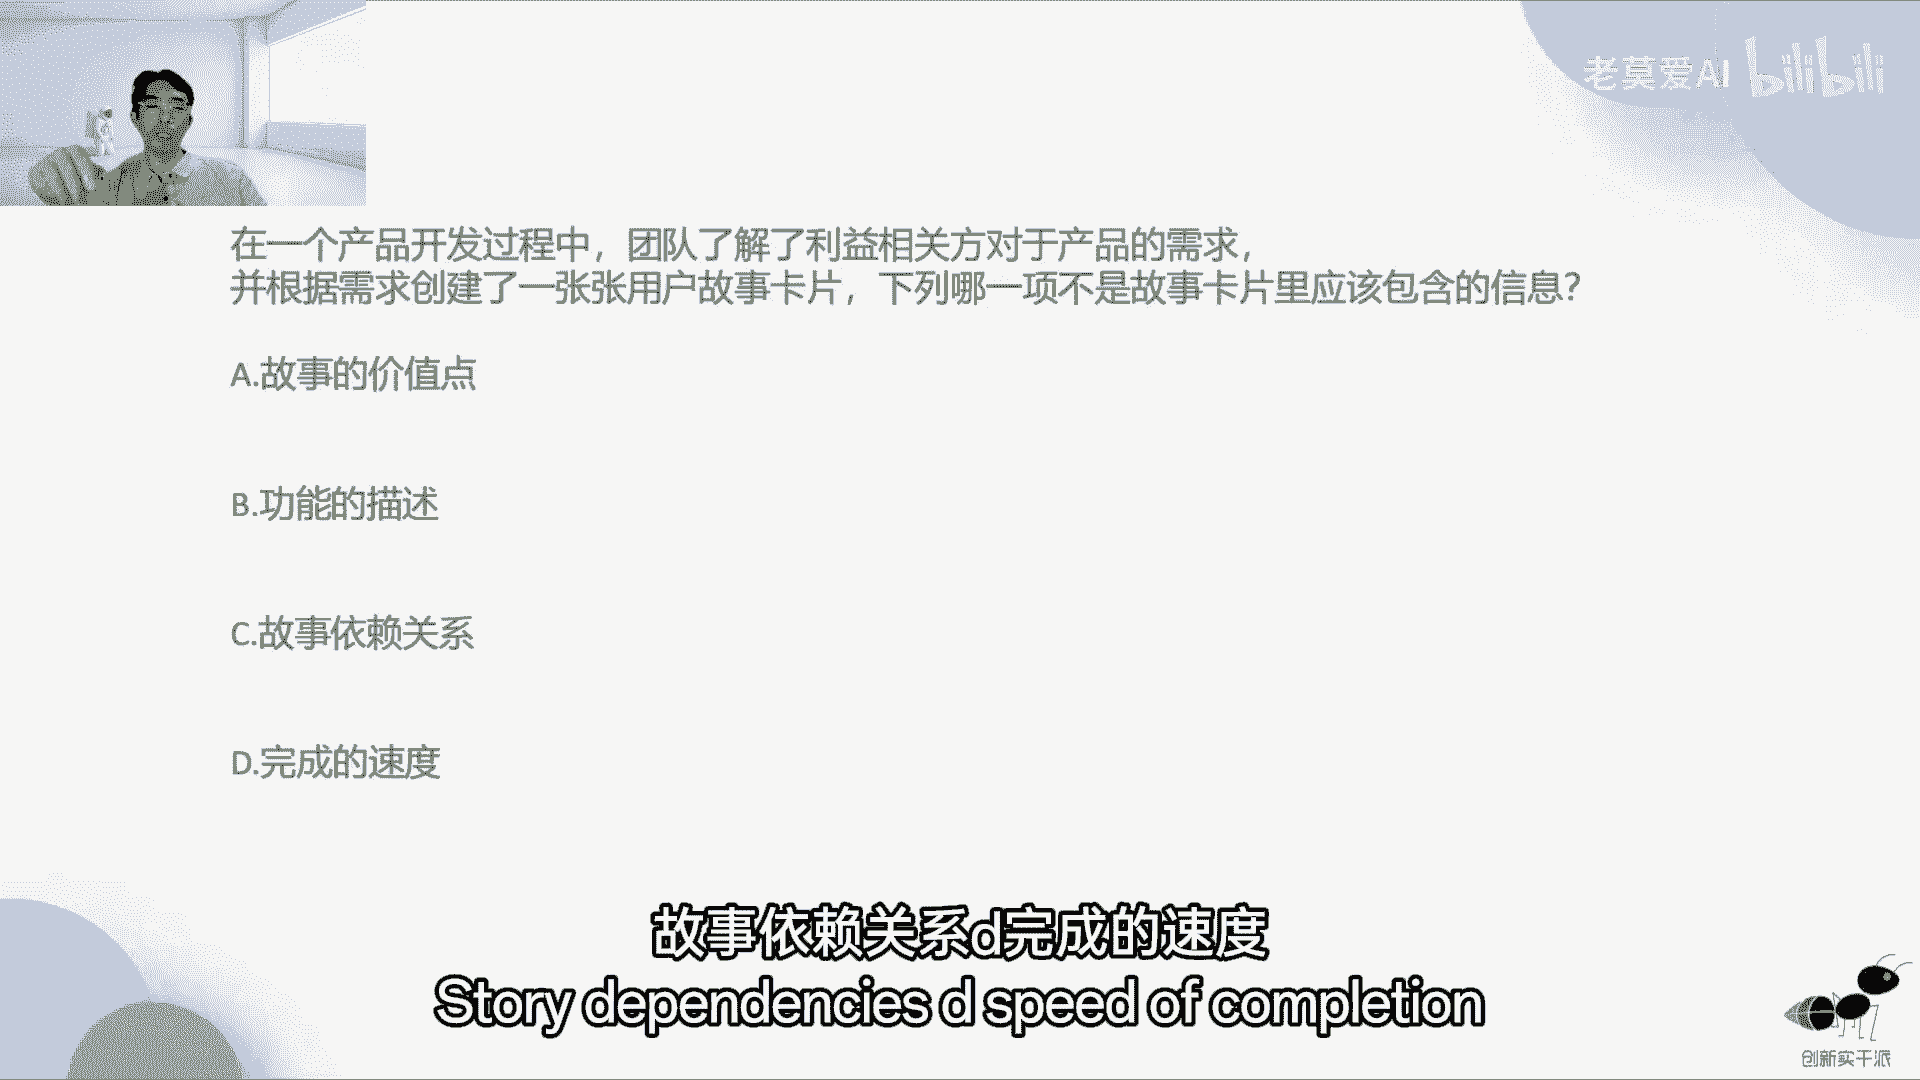 老莫爱AI bilibili
在一个产品开发过程中，团队了解了利益相关方对于产品的需求，
并根据需求创建了一张张用户故事卡片，下列哪一项不是故事卡片里应该包含的信息？
A.故事的价值点
B.功能的描述
C.故事依赖关系
D.完成的速度
故事依赖关系d完成的速度
Story dependencies d speed of completion
创新实干派